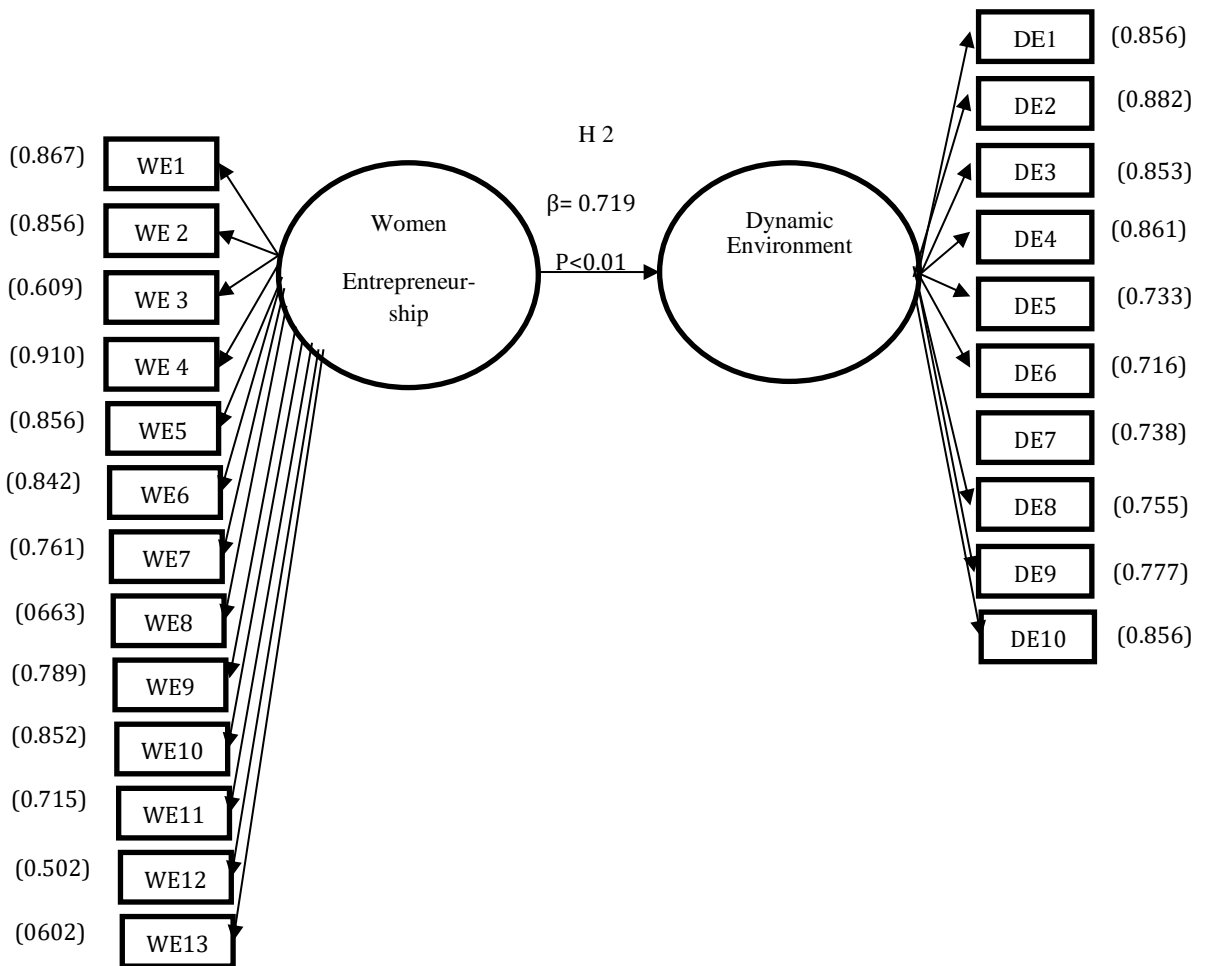 (0.867)
WE1
(0.856)
WE 2
(0.609)
WE 3
(0.910)
WE 4
(0.856)
WE5
(0.842)
WE6
(0.761)
WE7
(0663)
WE8
(0.789)
WE9
(0.852)
WE10
(0.715)
WE11
(0.502)
WE12
(0602)
WE13
Women
Entrepreneur-
ship
H 2
β= 0.719
P<0.01
Dynamic
Environment
DE1
(0.856)
DE2
(0.882)
DE3
(0.853)
DE4
(0.861)
DE5
(0.733)
DE6
(0.716)
DE7
(0.738)
DE8
(0.755)
DE9
(0.777)
DE10
(0.856)